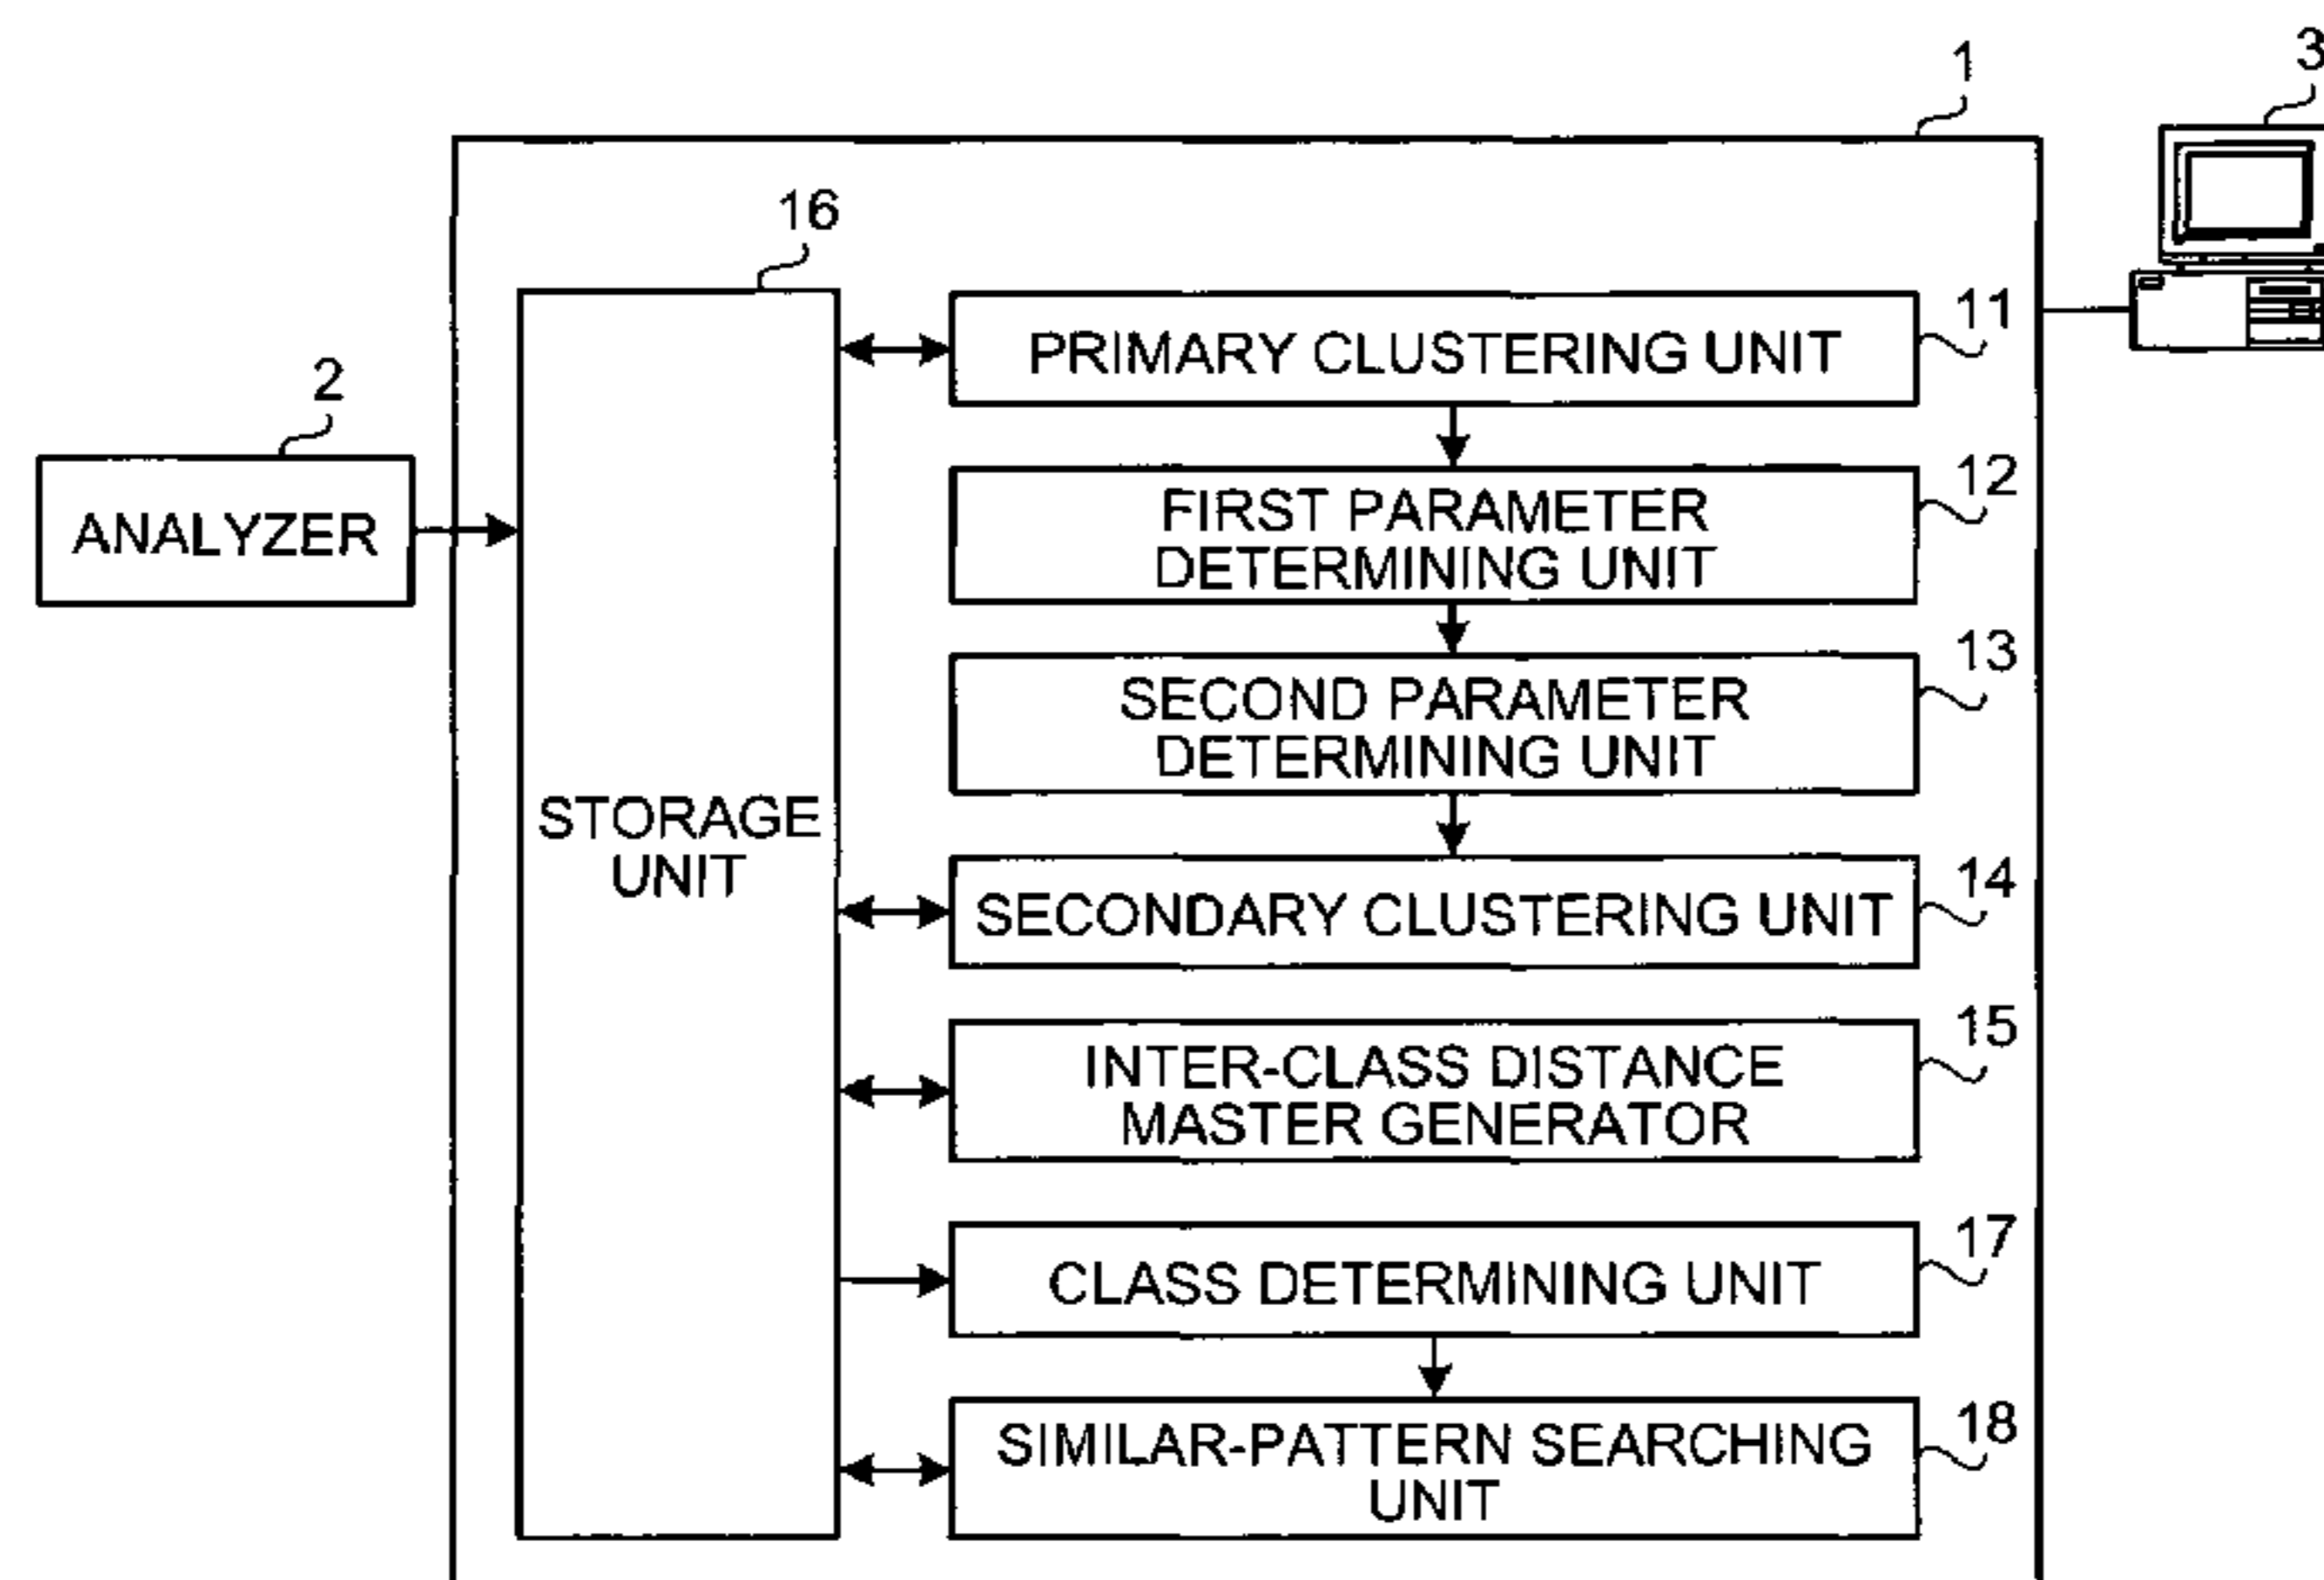 1
3
16
11
PRIMARY CLUSTERING UNIT
2
ANALYZER
12
FIRST PARAMETER
DETERMINING UNIT
13
SECOND PARAMETER
DETERMINING UNIT
STORAGE
UNIT
14
SECONDARY CLUSTERING UNIT
15
INTER-CLASS DISTANCE
MASTER GENERATOR
17
CLASS DETERMINING UNIT
18
SIMILAR-PATTERN SEARCHING
UNIT